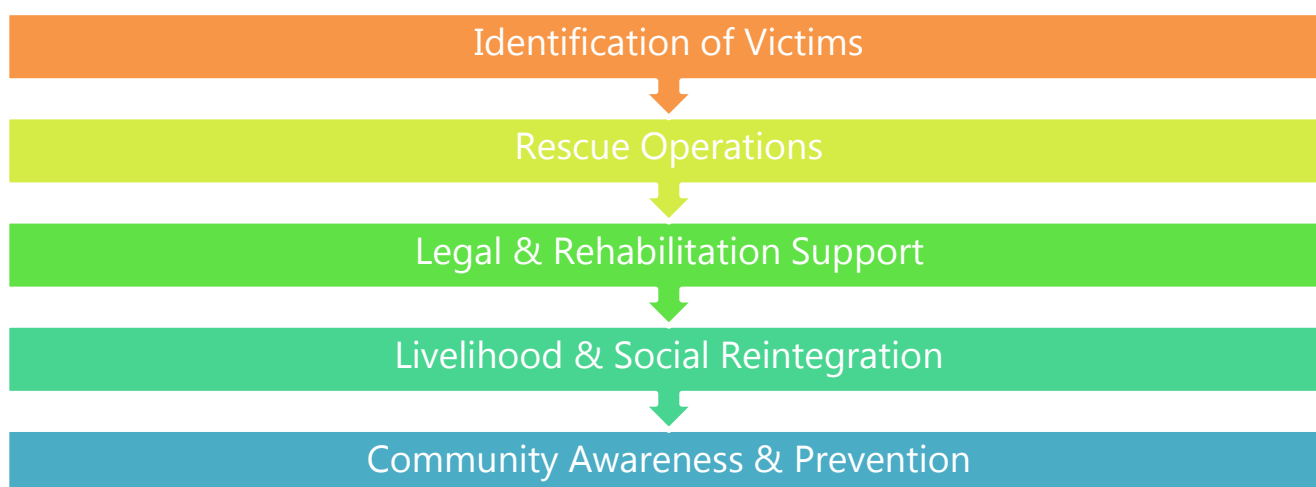 Identification of Victims
Rescue Operations
Legal & Rehabilitation Support
Livelihood & Social Reintegration
Community Awareness & Prevention